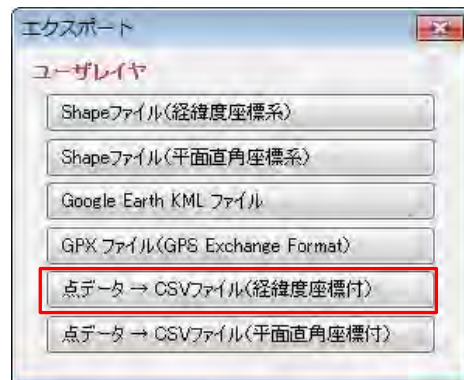 エクスポート
ユーザレイヤ
Shapeファイル(経緯度座標系)
Shapeファイル(平面直角座標系)
Google Earth KML ファイル
GPX ファイル(GPS Exchange Format)
点データ → CSVファイル(経緯度座標付)
点データ → CSVファイル(平面直角座標付)